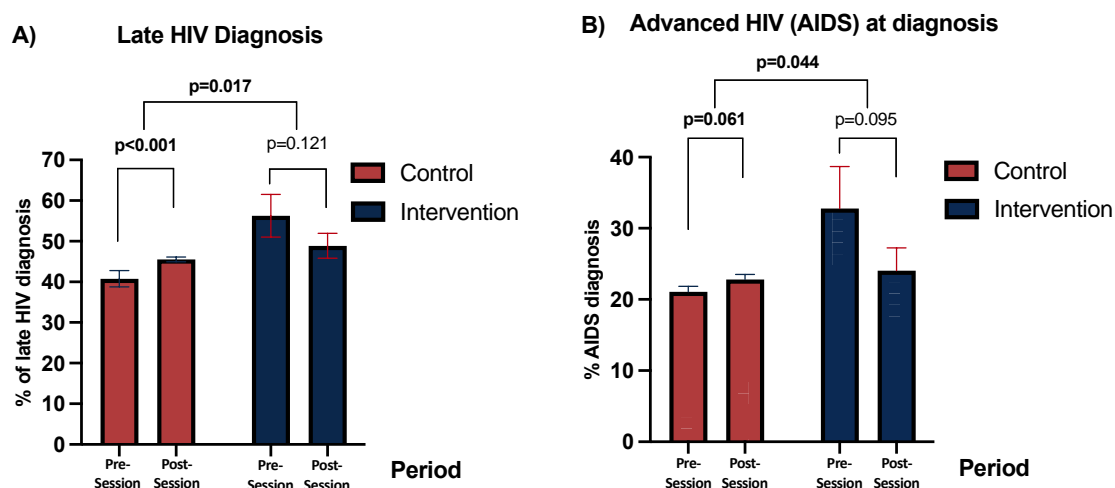 A)
Late HIV Diagnosis
p=0.017
p<0.001
p=0.121
Control
Intervention
% of late HIV diagnosis
70
60
50
40
30
20
10
0
Pre-
Session
Post-
Session
Pre-
Session
Post-
Session
Period
B)
Advanced HIV (AIDS) at diagnosis
p=0.044
p=0.061
p=0.095
Control
Intervention
% AIDS diagnosis
40
30
20
10
0
Pre-
Session
Post-
Session
Pre-
Session
Post-
Session
Period